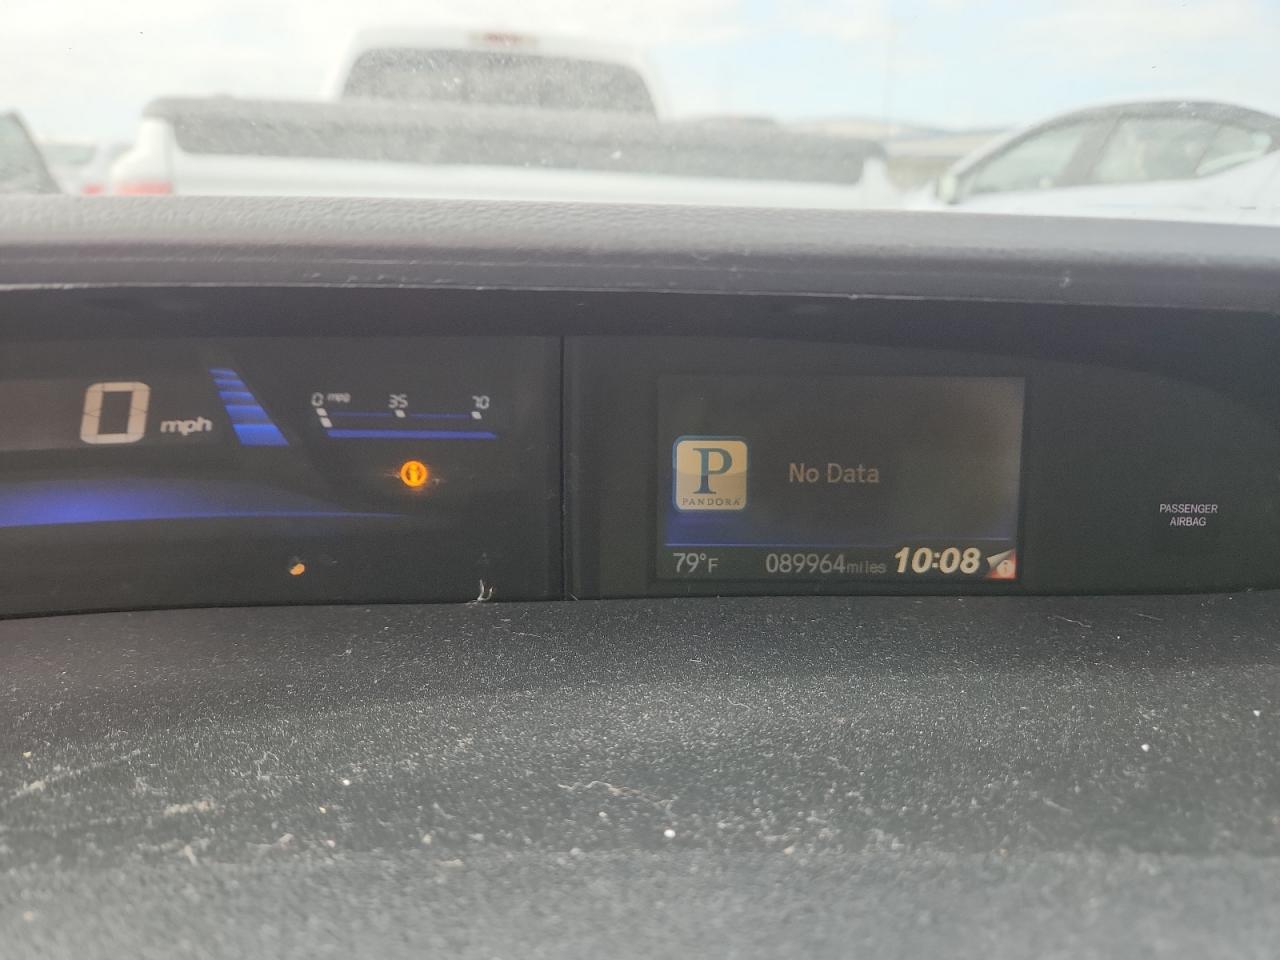 0 mph
0 mpg 35 70
P
PANDORA
No Data
79°F 089964 miles 10:08
PASSENGER
AIRBAG